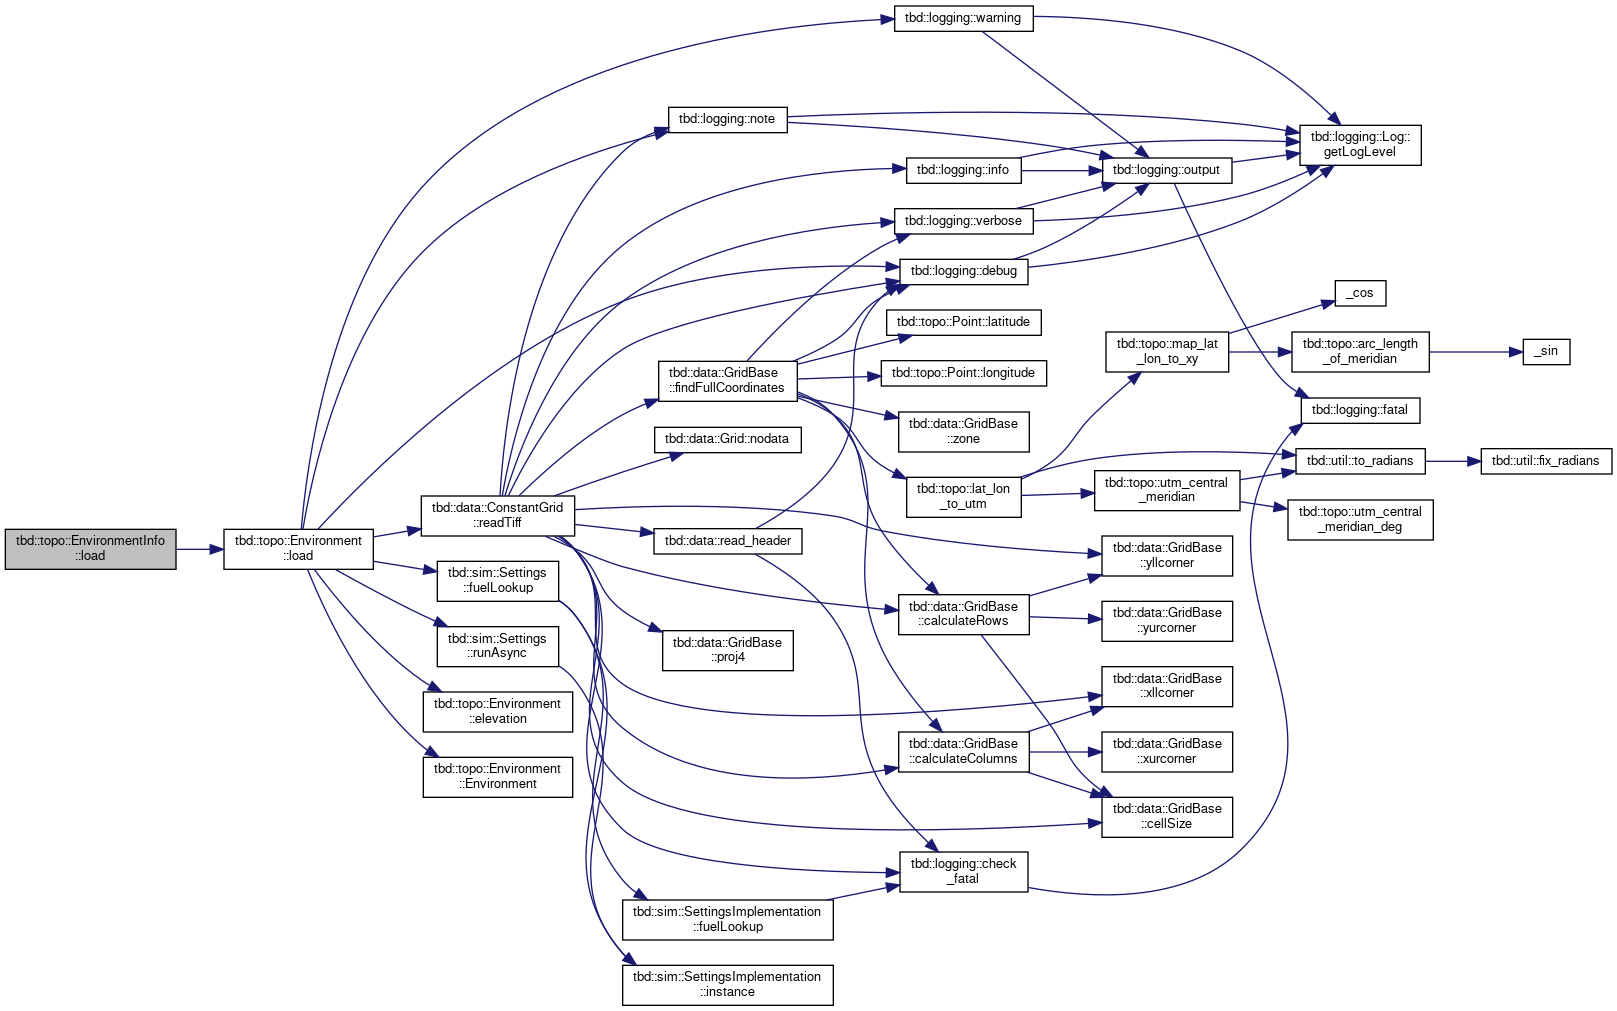 tbd::topo::EnvironmentInfo
::load
tbd::topo::Environment
::load
tbd::data::ConstantGrid
::readTiff
tbd::sim::Settings
::fuelLookup
tbd::sim::Settings
::runAsync
tbd::topo::Environment
::elevation
tbd::topo::Environment
::Environment
tbd::logging::note
tbd::data::GridBase
::findFullCoordinates
tbd::data::Grid::nodata
tbd::data::read_header
tbd::data::GridBase
::proj4
tbd::sim::SettingsImplementation
::fuelLookup
tbd::sim::SettingsImplementation
::instance
tbd::logging::warning
tbd::logging::info
tbd::logging::verbose
tbd::logging::debug
tbd::topo::Point::latitude
tbd::topo::Point::longitude
tbd::data::GridBase
::zone
tbd::topo::lat_lon
_to_utm
tbd::data::GridBase
::calculateRows
tbd::data::GridBase
::calculateColumns
tbd::logging::check
_fatal
tbd::logging::output
tbd::topo::map_lat
_lon_to_xy
tbd::topo::utm_central
_meridian
tbd::data::GridBase
::yllcorner
tbd::data::GridBase
::yurcorner
tbd::data::GridBase
::xllcorner
tbd::data::GridBase
::xurcorner
tbd::data::GridBase
::cellSize
tbd::logging::Log::
getLogLevel
_cos
tbd::topo::arc_length
_of_meridian
tbd::logging::fatal
tbd::util::to_radians
tbd::topo::utm_central
_meridian_deg
_sin
tbd::util::fix_radians